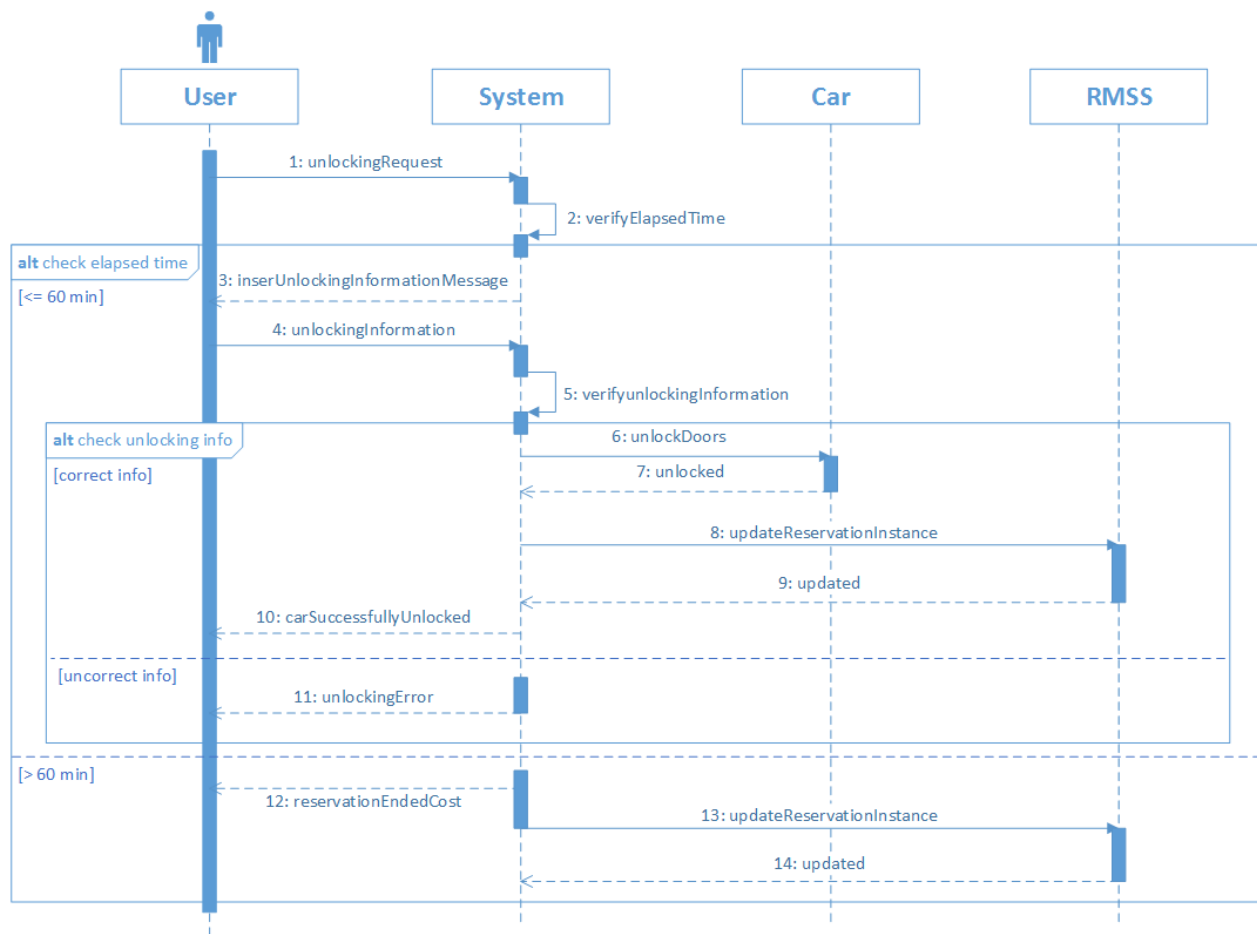 User
System
Car
RMSS
1: unlockingRequest
2: verifyElapsedTime
alt check elapsed time
3: inserUnlockingInformationMessage
[<= 60 min]
4: unlockingInformation
5: verifyunlockingInformation
alt check unlocking info
6: unlockDoors
[correct info]
7: unlocked
8: updateReservationInstance
9: updated
10: carSuccessfullyUnlocked
[uncorrect info]
11: unlockingError
[> 60 min]
12: reservationEndedCost
13: updateReservationInstance
14: updated